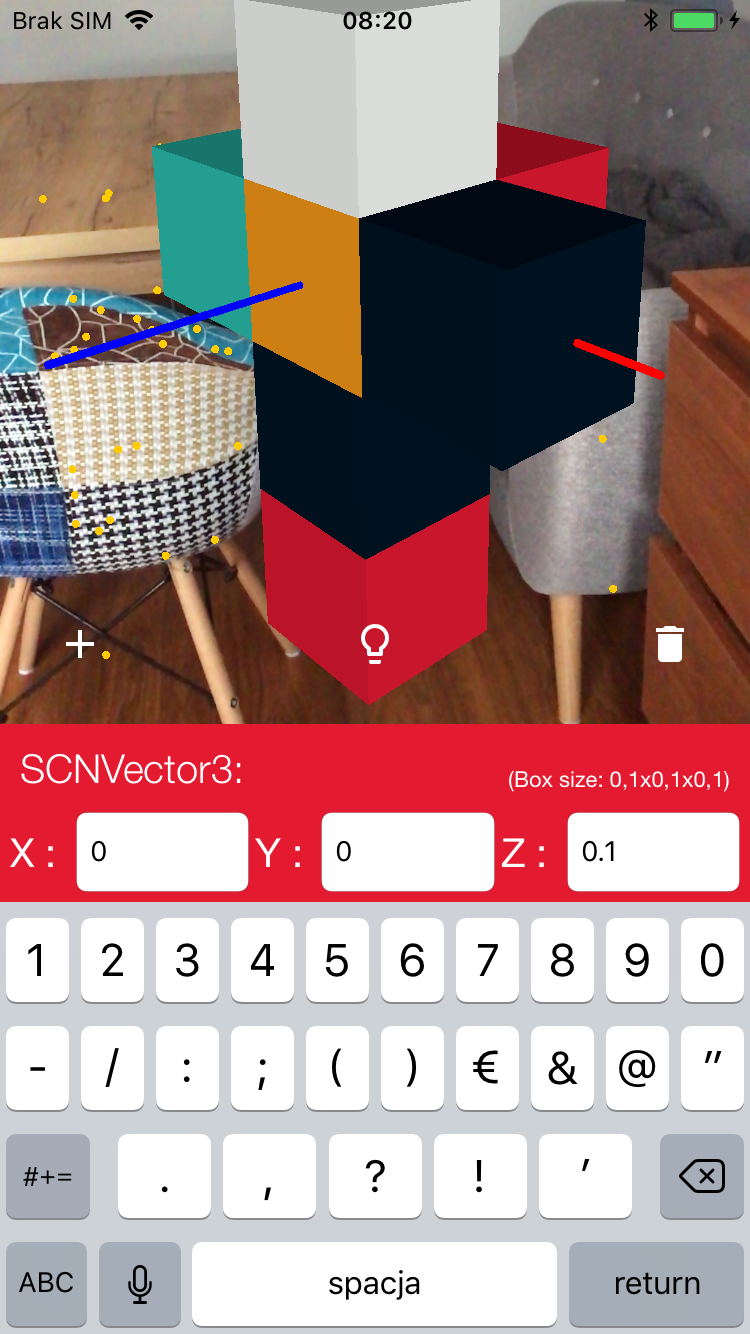 Brak SIM 08:20
SCNVector3:
(Box size: 0,1x0,1x0,1)
X : 0 Y : 0 Z : 0.1
1 2 3 4 5 6 7 8 9 0
- / : ; ( ) € & @ "
#+= . , ? ! '
ABC spacja return